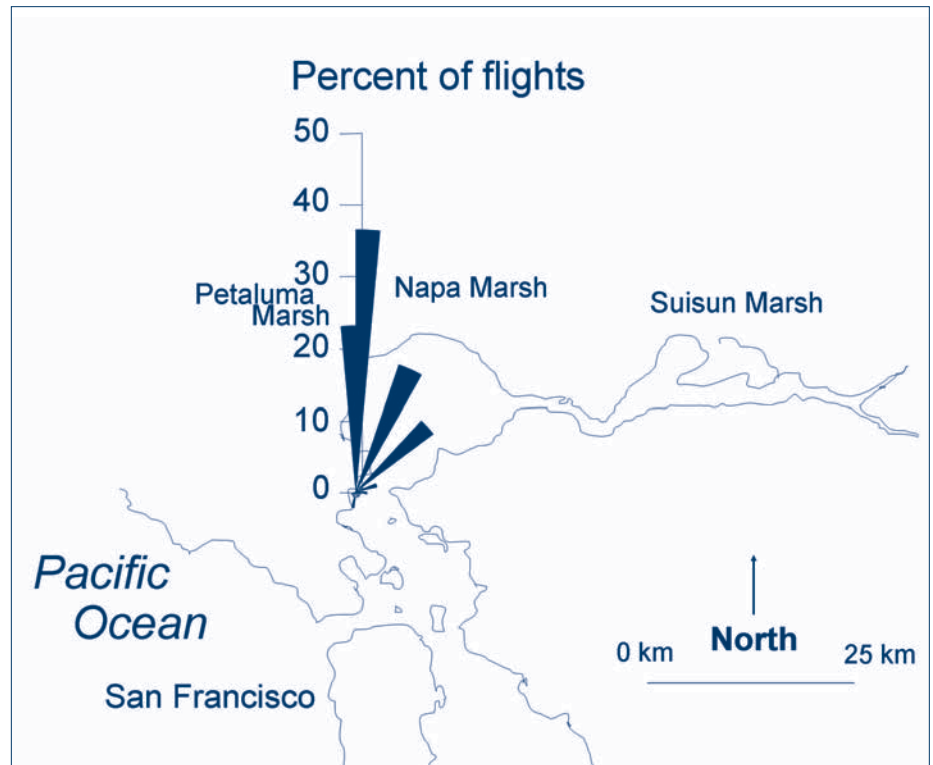 Percent of flights
50
40
30
Petaluma
Marsh
Napa Marsh
Suisun Marsh
20
10
0
Pacific
Ocean
San Francisco
North
0 km
25 km